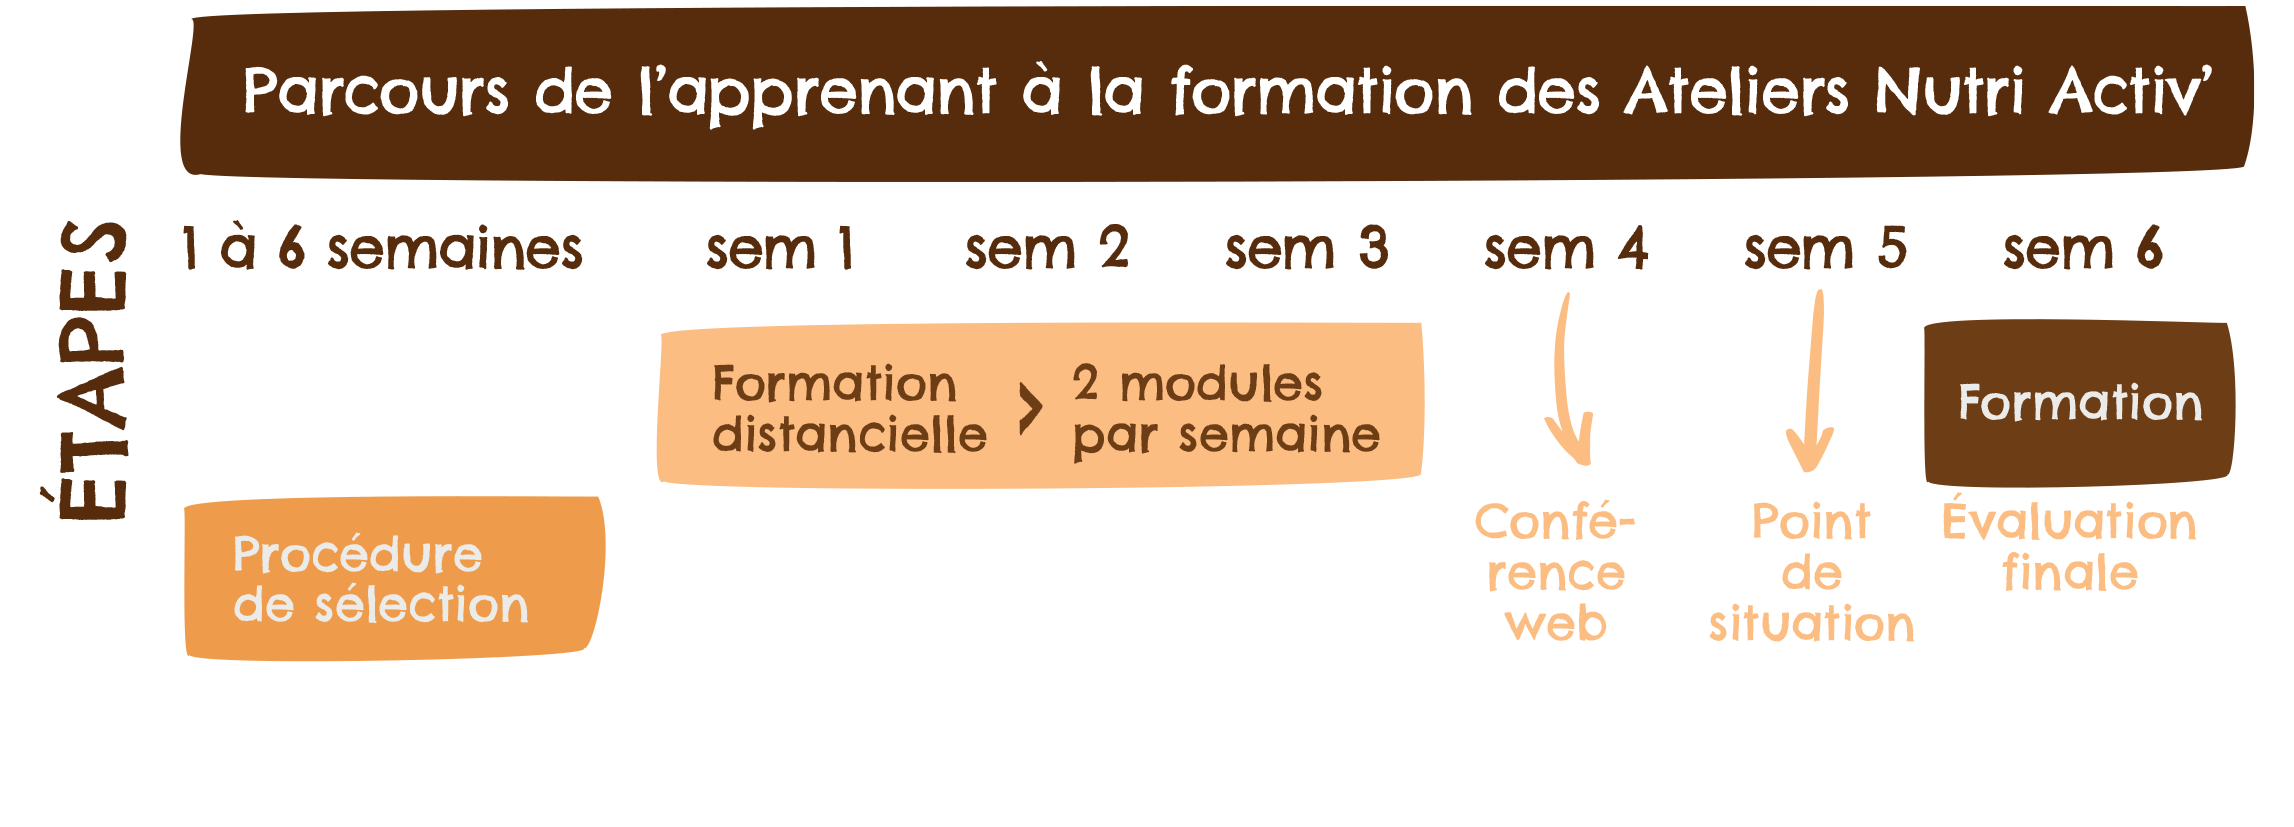 Parcours de l’apprenant à la formation des Ateliers Nutri Activ’
ÉTAPES
1 à 6 semaines
sem 1
sem 2
sem 3
sem 4
sem 5
sem 6
Formation
distancielle
>
2 modules
par semaine
Formation
Procédure
de sélection
Confé-
rence
web
Point
de
situation
Évaluation
finale